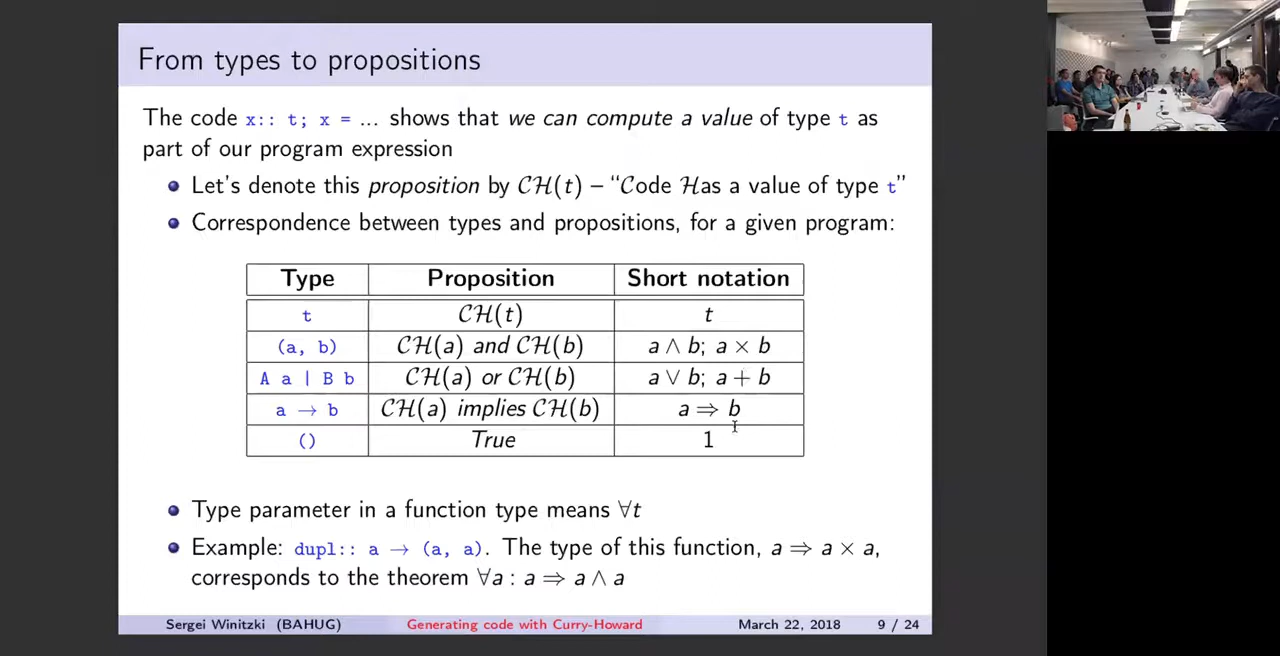 From types to propositions
The code x:: t; x = ... shows that we can compute a value of type t as
part of our program expression
Let's denote this proposition by 𝒞ℋ(t) – “𝒞ode ℋas a value of type t”
Correspondence between types and propositions, for a given program:
Type Proposition Short notation
t 𝒞ℋ(t) t
(a, b) 𝒞ℋ(a) and 𝒞ℋ(b) a ∧ b; a × b
A a | B b 𝒞ℋ(a) or 𝒞ℋ(b) a ∨ b; a + b
a → b 𝒞ℋ(a) implies 𝒞ℋ(b) a ⇒ b
() True 1
Type parameter in a function type means ∀t
Example: dupl:: a → (a, a). The type of this function, a ⇒ a × a,
corresponds to the theorem ∀a : a ⇒ a ∧ a
Sergei Winitzki (BAHUG) Generating code with Curry-Howard March 22, 2018 9 / 24